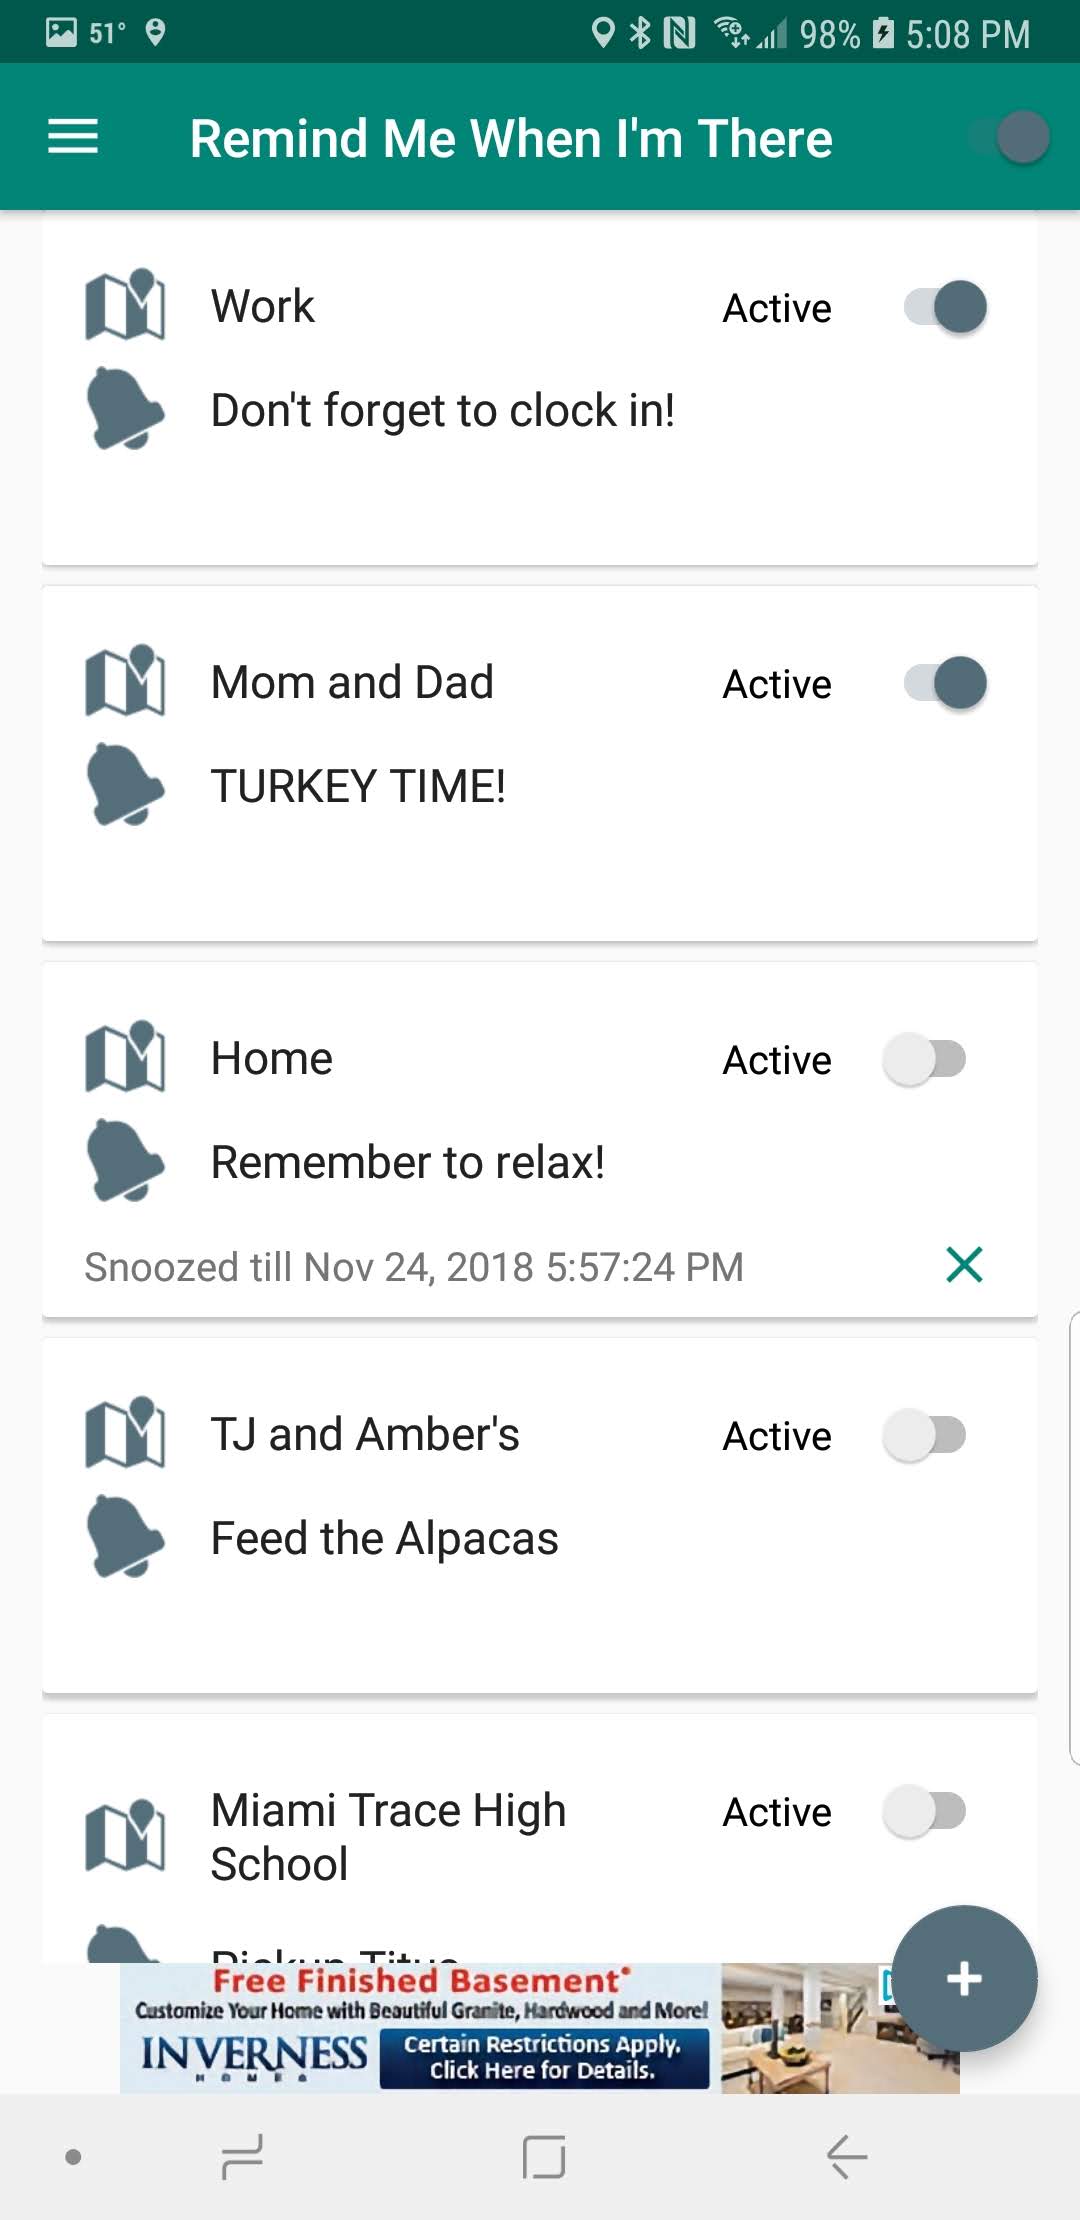 51° 98% 5:08 PM
Remind Me When I'm There
Work Active
Don't forget to clock in!
Mom and Dad Active
TURKEY TIME!
Home Active
Remember to relax!
Snoozed till Nov 24, 2018 5:57:24 PM
TJ and Amber's Active
Feed the Alpacas
Miami Trace High Active
School
Pickup Titus
Free Finished Basement*
Customize Your Home with Beautiful Granite, Hardwood and More!
INVERNESS
HOMES
Certain Restrictions Apply.
Click Here for Details.